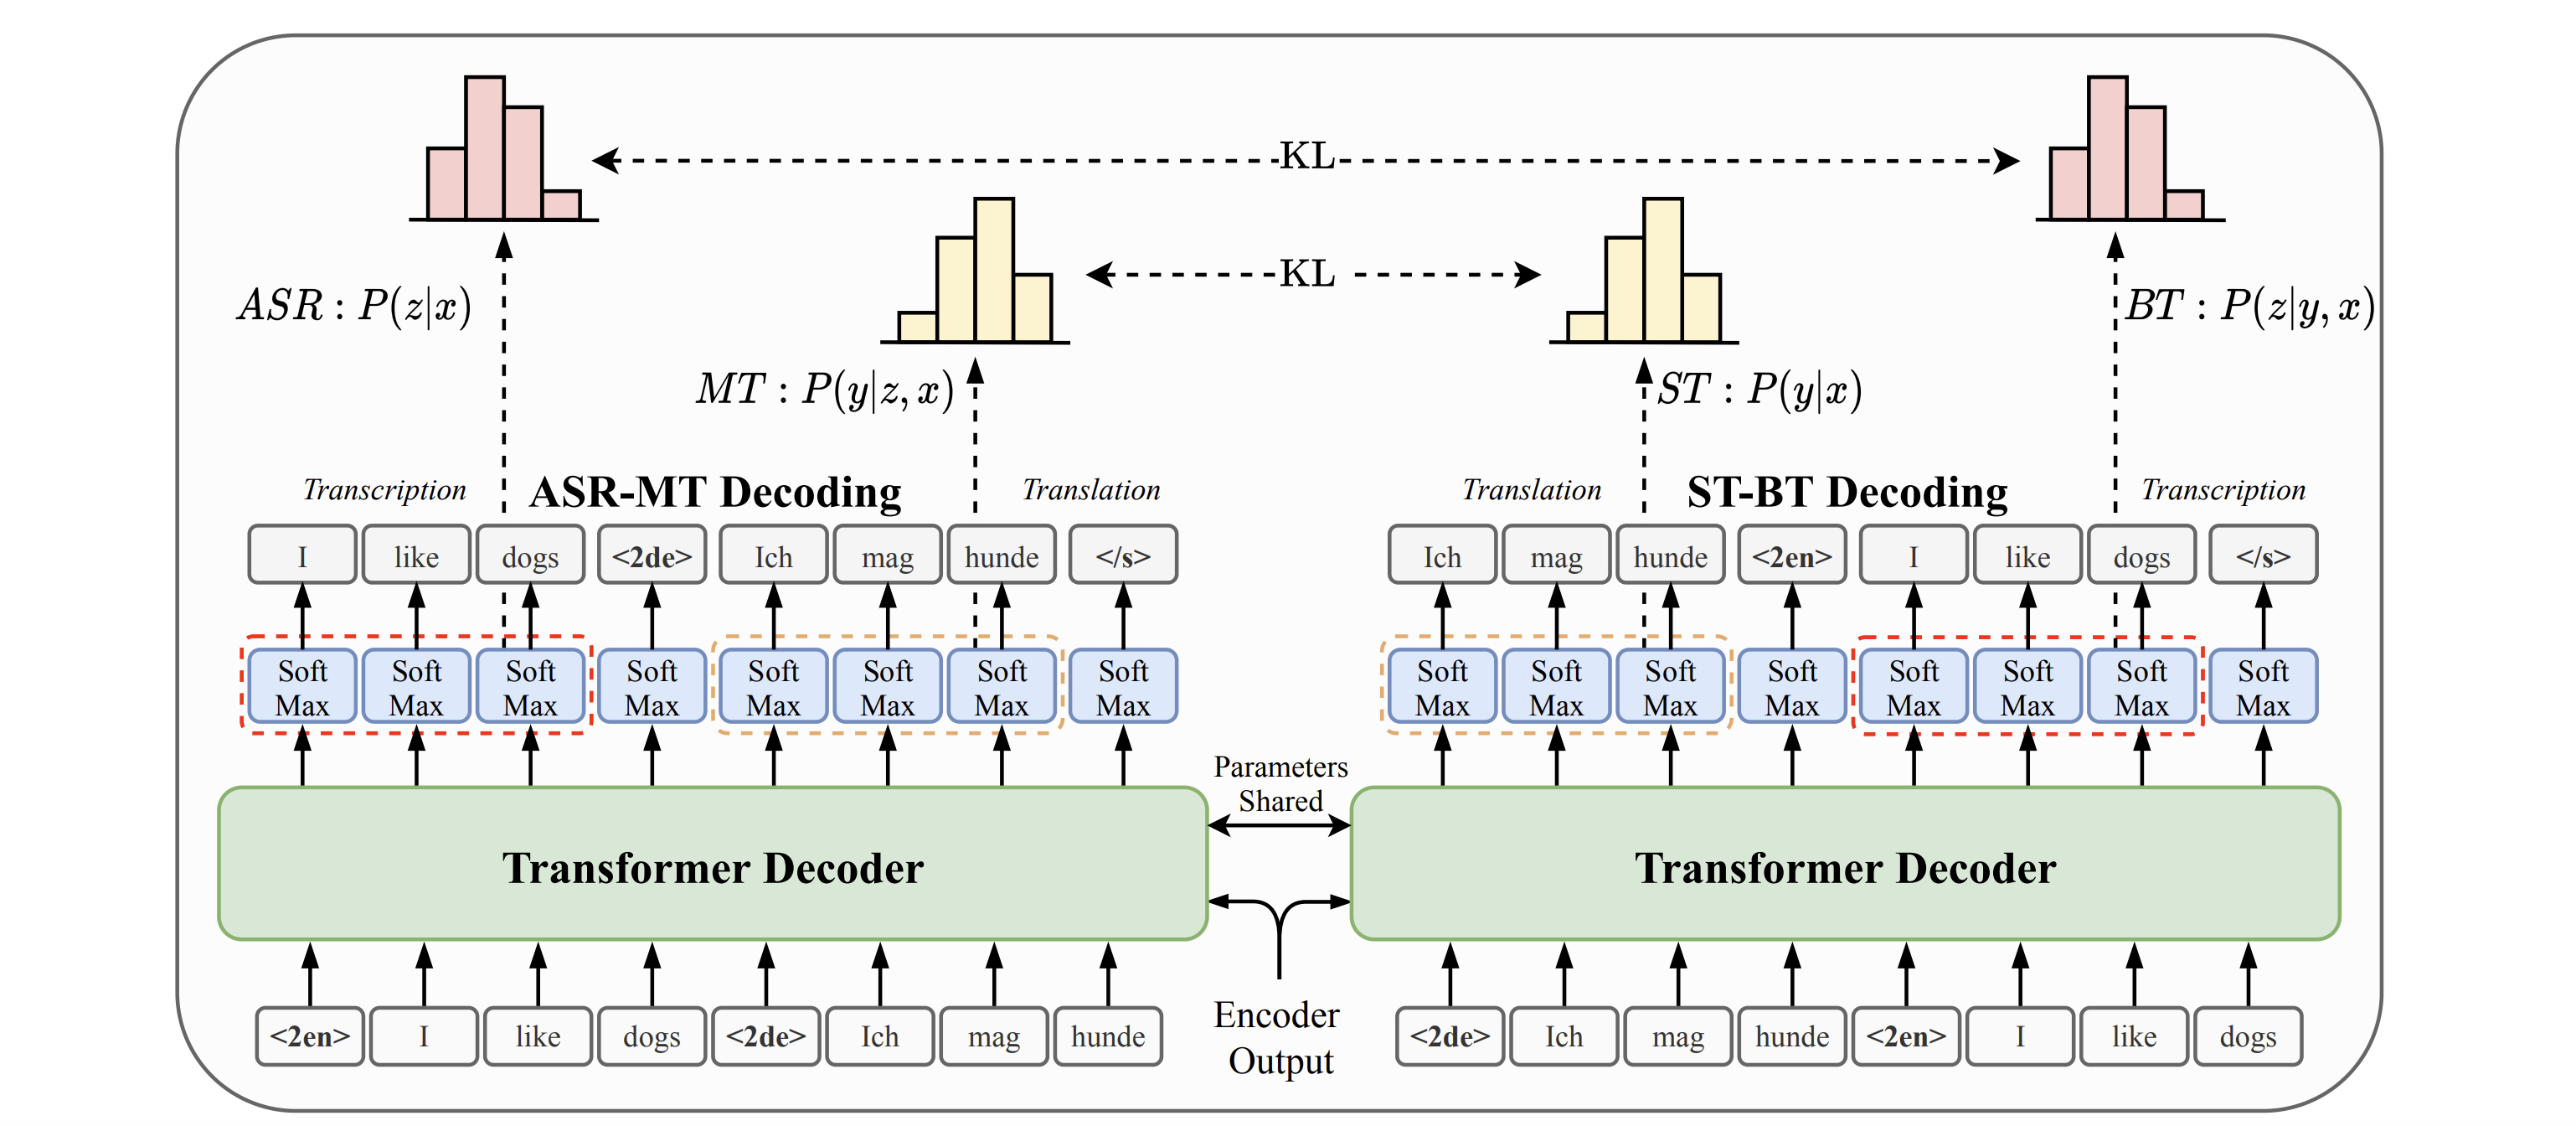 KL
KL
ASR : P(z|x)
BT : P(z|y, x)
MT : P(y|z, x)
ST : P(y|x)
Transcription ASR-MT Decoding Translation
Translation ST-BT Decoding Transcription
I like dogs <2de> Ich mag hunde </s>
Ich mag hunde <2en> I like dogs </s>
Soft Soft Soft Soft Soft Soft Soft Soft
Max Max Max Max Max Max Max Max
Soft Soft Soft Soft Soft Soft Soft Soft
Max Max Max Max Max Max Max Max
Parameters
Shared
Transformer Decoder
Transformer Decoder
Encoder
Output
<2en> I like dogs <2de> Ich mag hunde
<2de> Ich mag hunde <2en> I like dogs